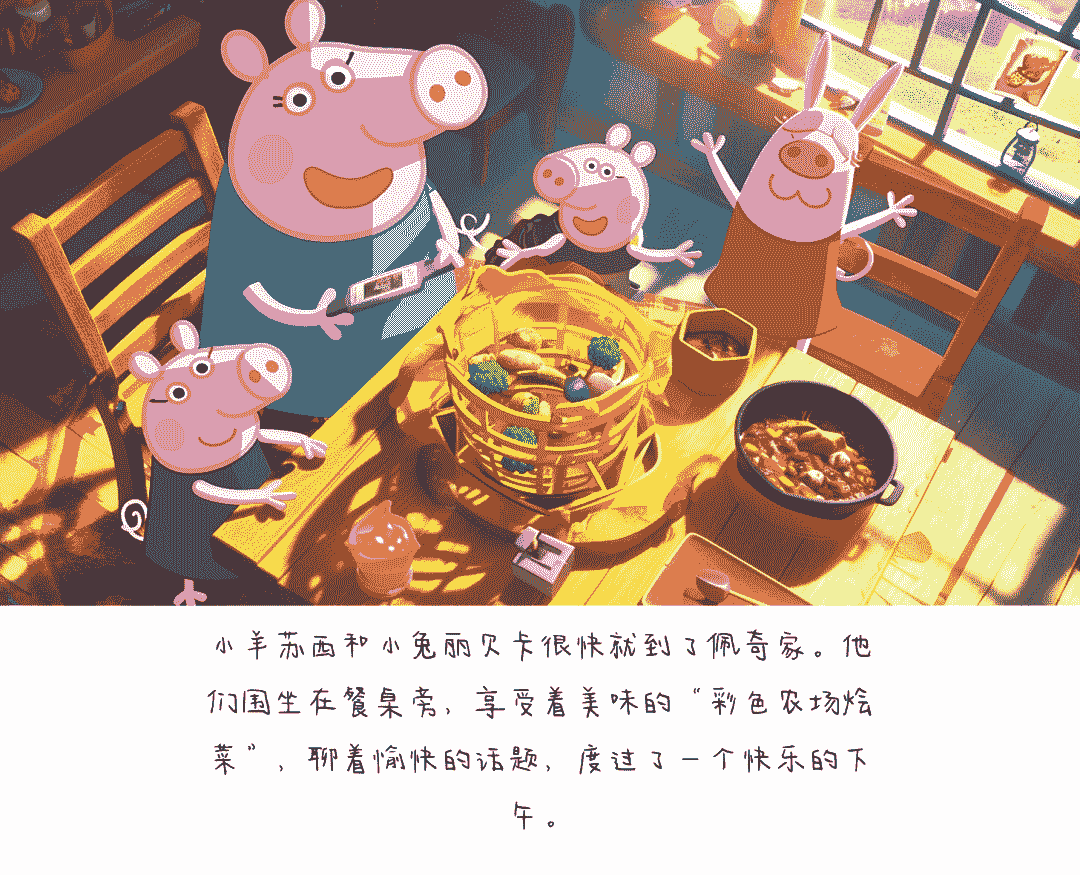 小羊苏西和小兔丽贝卡很快就到了佩奇家。他
们围坐在餐桌旁，享受着美味的“彩色农场烩
菜”，聊着愉快的话题，度过了一个快乐的下
午。